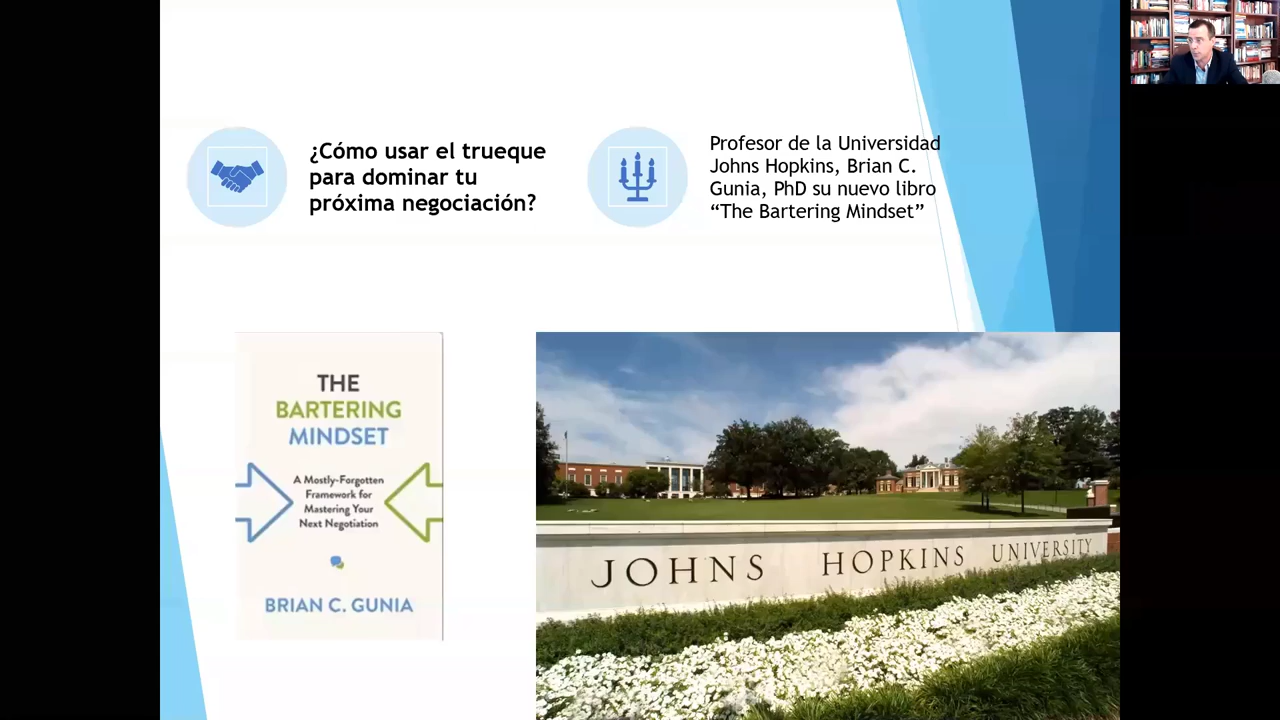 ¿Cómo usar el trueque
para dominar tu
próxima negociación?
Profesor de la Universidad
Johns Hopkins, Brian C.
Gunia, PhD su nuevo libro
“The Bartering Mindset”
THE
BARTERING
MINDSET
A Mostly-Forgotten
Framework for
Mastering Your
Next Negotiation
BRIAN C. GUNIA
JOHNS HOPKINS UNIVERSITY